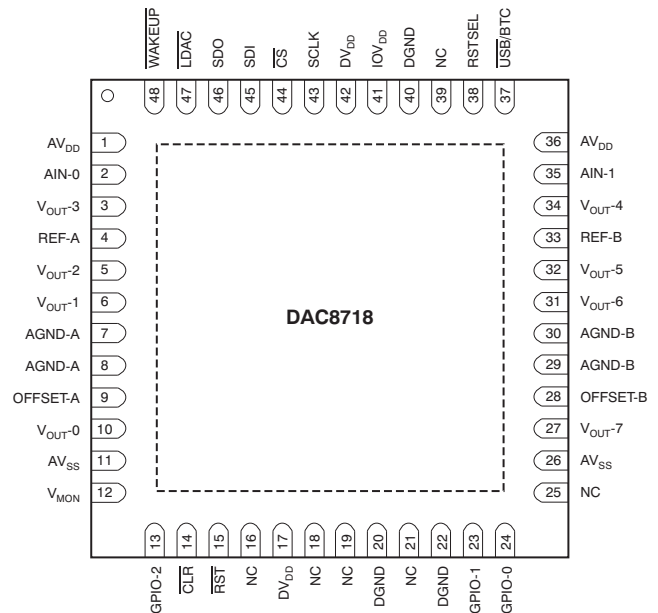 WAKEUP LDAC SDO SDI CS SCLK DVDD IOVDD DGND NC RSTSEL USB/BTC
48 47 46 45 44 43 42 41 40 39 38 37
AVDD 1 36 AVDD
AIN-0 2 35 AIN-1
VOUT-3 3 34 VOUT-4
REF-A 4 33 REF-B
VOUT-2 5 32 VOUT-5
VOUT-1 6 31 VOUT-6
DAC8718
AGND-A 7 30 AGND-B
AGND-A 8 29 AGND-B
OFFSET-A 9 28 OFFSET-B
VOUT-0 10 27 VOUT-7
AVSS 11 26 AVSS
VMON 12 25 NC
13 14 15 16 17 18 19 20 21 22 23 24
GPIO-2 CLR RST NC DVDD NC NC DGND NC DGND GPIO-1 GPIO-0